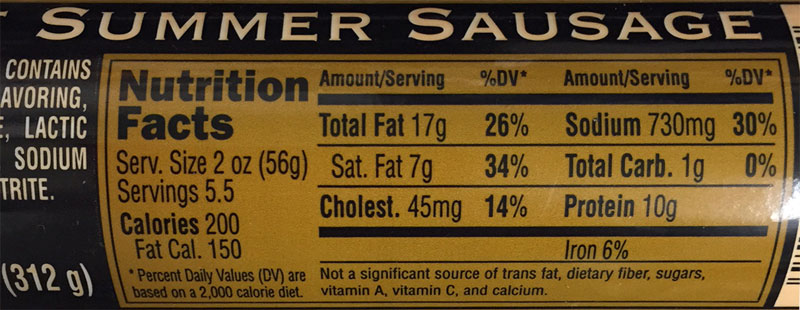 SUMMER SAUSAGE
CONTAINS
AVORING,
LACTIC
SODIUM
TRITE.
(312 g)
Nutrition
Facts
Serv. Size 2 oz (56g)
Servings 5.5
Calories 200
Fat Cal. 150
*Percent Daily Values (DV) are
based on a 2,000 calorie diet.
Amount/Serving %DV*
Total Fat 17g 26%
Sat. Fat 7g 34%
Cholest. 45mg 14%
Amount/Serving %DV*
Sodium 730mg 30%
Total Carb. 1g 0%
Protein 10g
Iron 6%
Not a significant source of trans fat, dietary fiber, sugars,
vitamin A, vitamin C, and calcium.